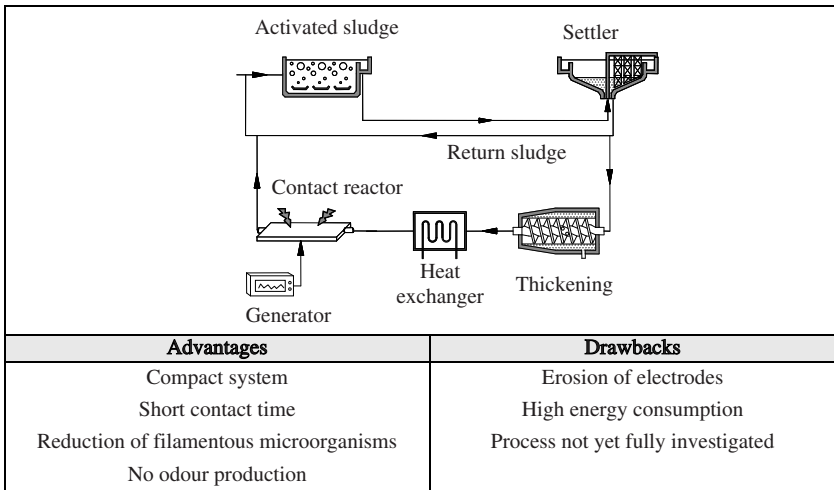 Activated sludge
Settler
Return sludge
Contact reactor
Heat
exchanger
Thickening
Generator
Advantages
Drawbacks
Compact system
Erosion of electrodes
Short contact time
High energy consumption
Reduction of filamentous microorganisms
Process not yet fully investigated
No odour production